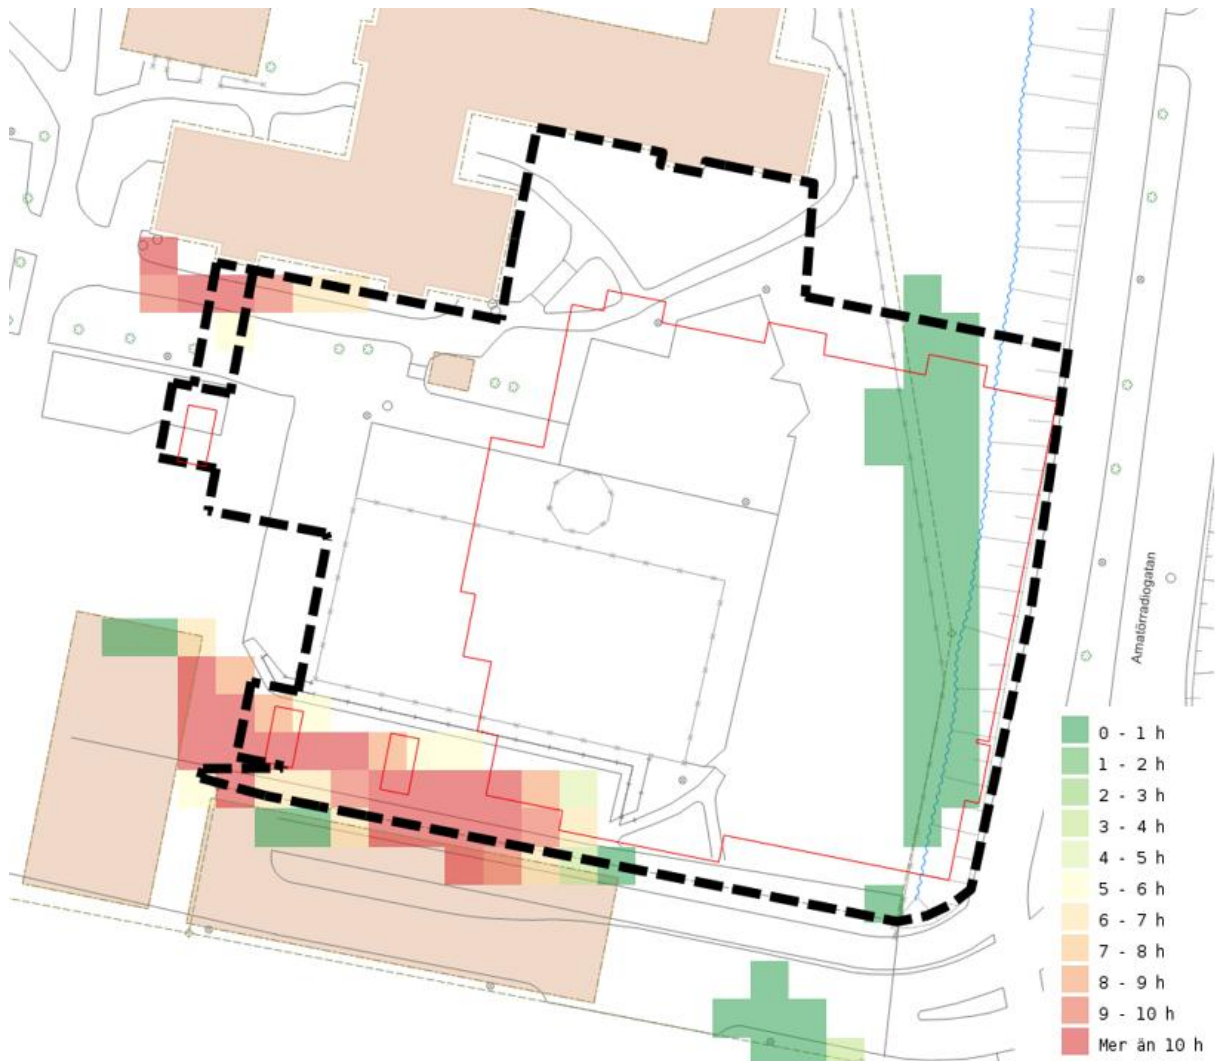 Amatörradiogatan
0 - 1 h
1 - 2 h
2 - 3 h
3 - 4 h
4 - 5 h
5 - 6 h
6 - 7 h
7 - 8 h
8 - 9 h
9 - 10 h
Mer än 10 h